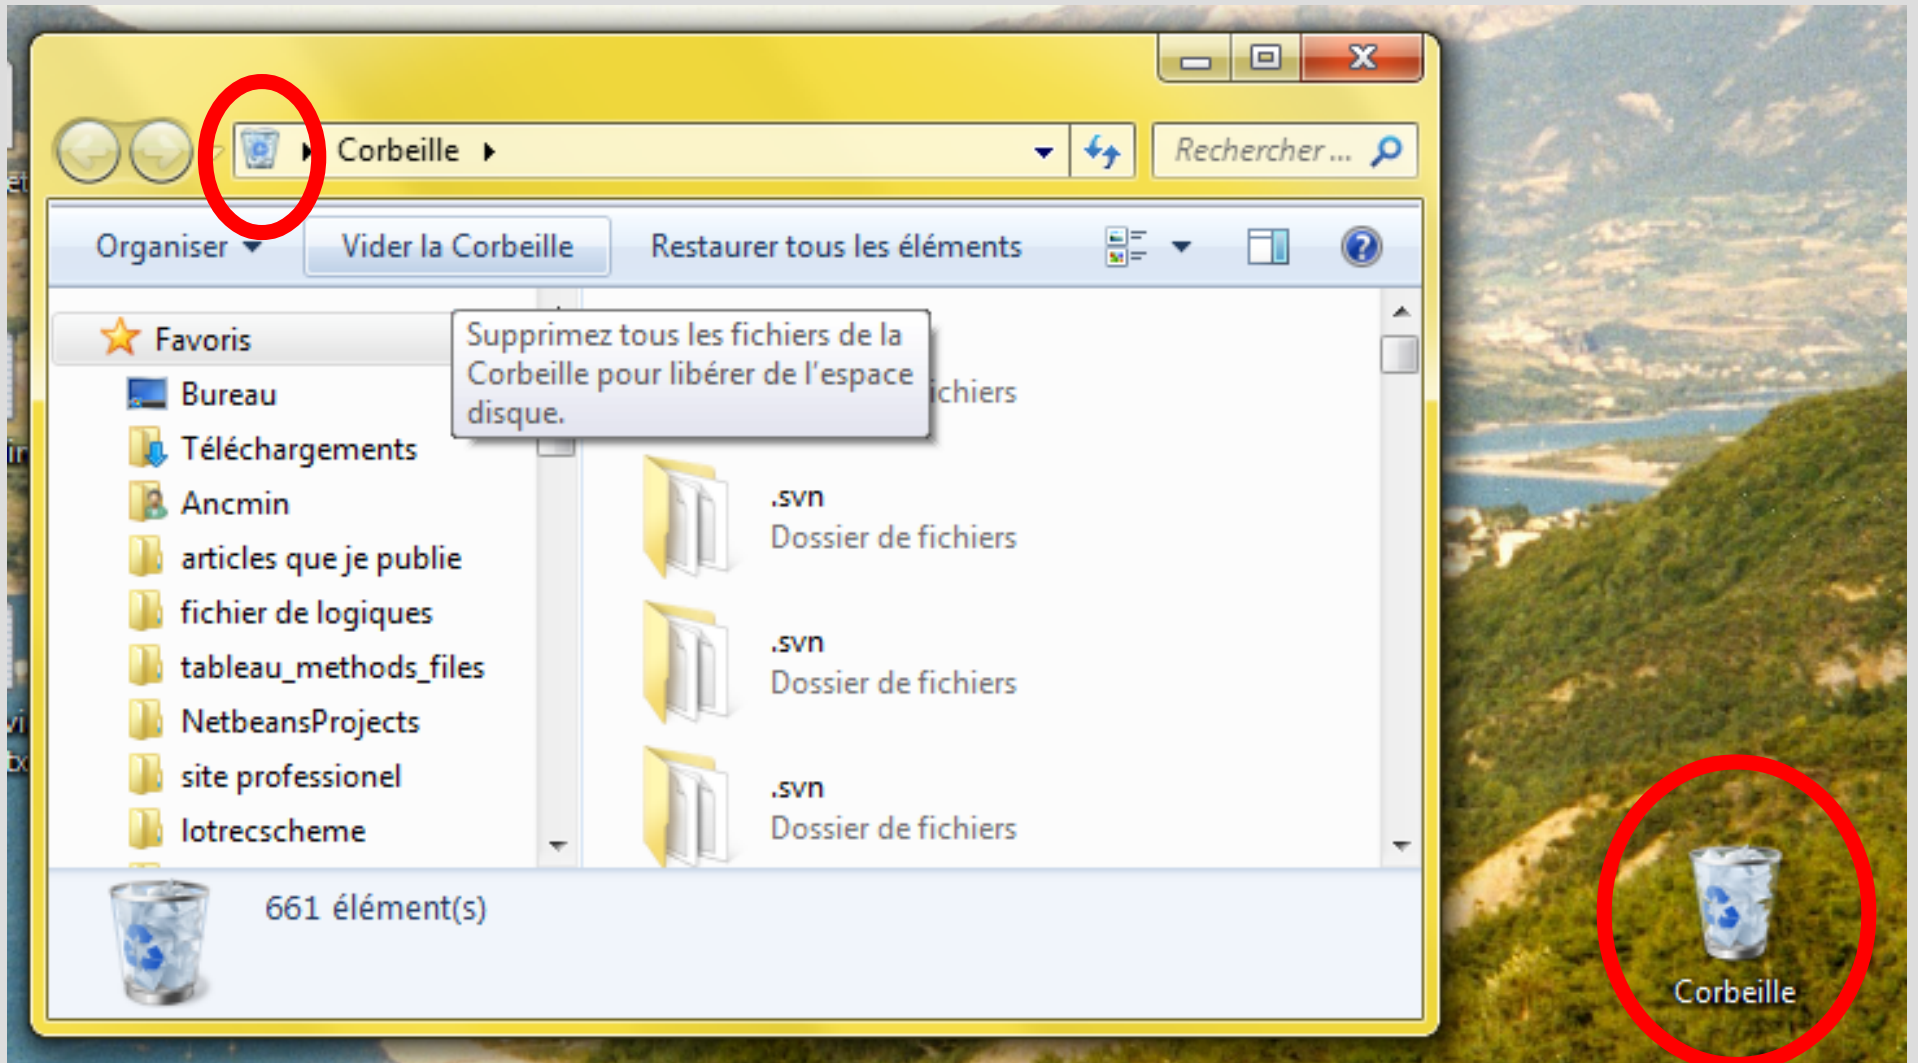 Corbeille
Rechercher ...
Organiser
Vider la Corbeille
Restaurer tous les éléments
Favoris
Supprimez tous les fichiers de la
Corbeille pour libérer de l'espace
disque.
ichiers
Bureau
Téléchargements
Ancmin
articles que je publie
fichier de logiques
tableau_methods_files
NetbeansProjects
site professionel
lotrecscheme
.svn
Dossier de fichiers
.svn
Dossier de fichiers
.svn
Dossier de fichiers
661 élément(s)
Corbeille